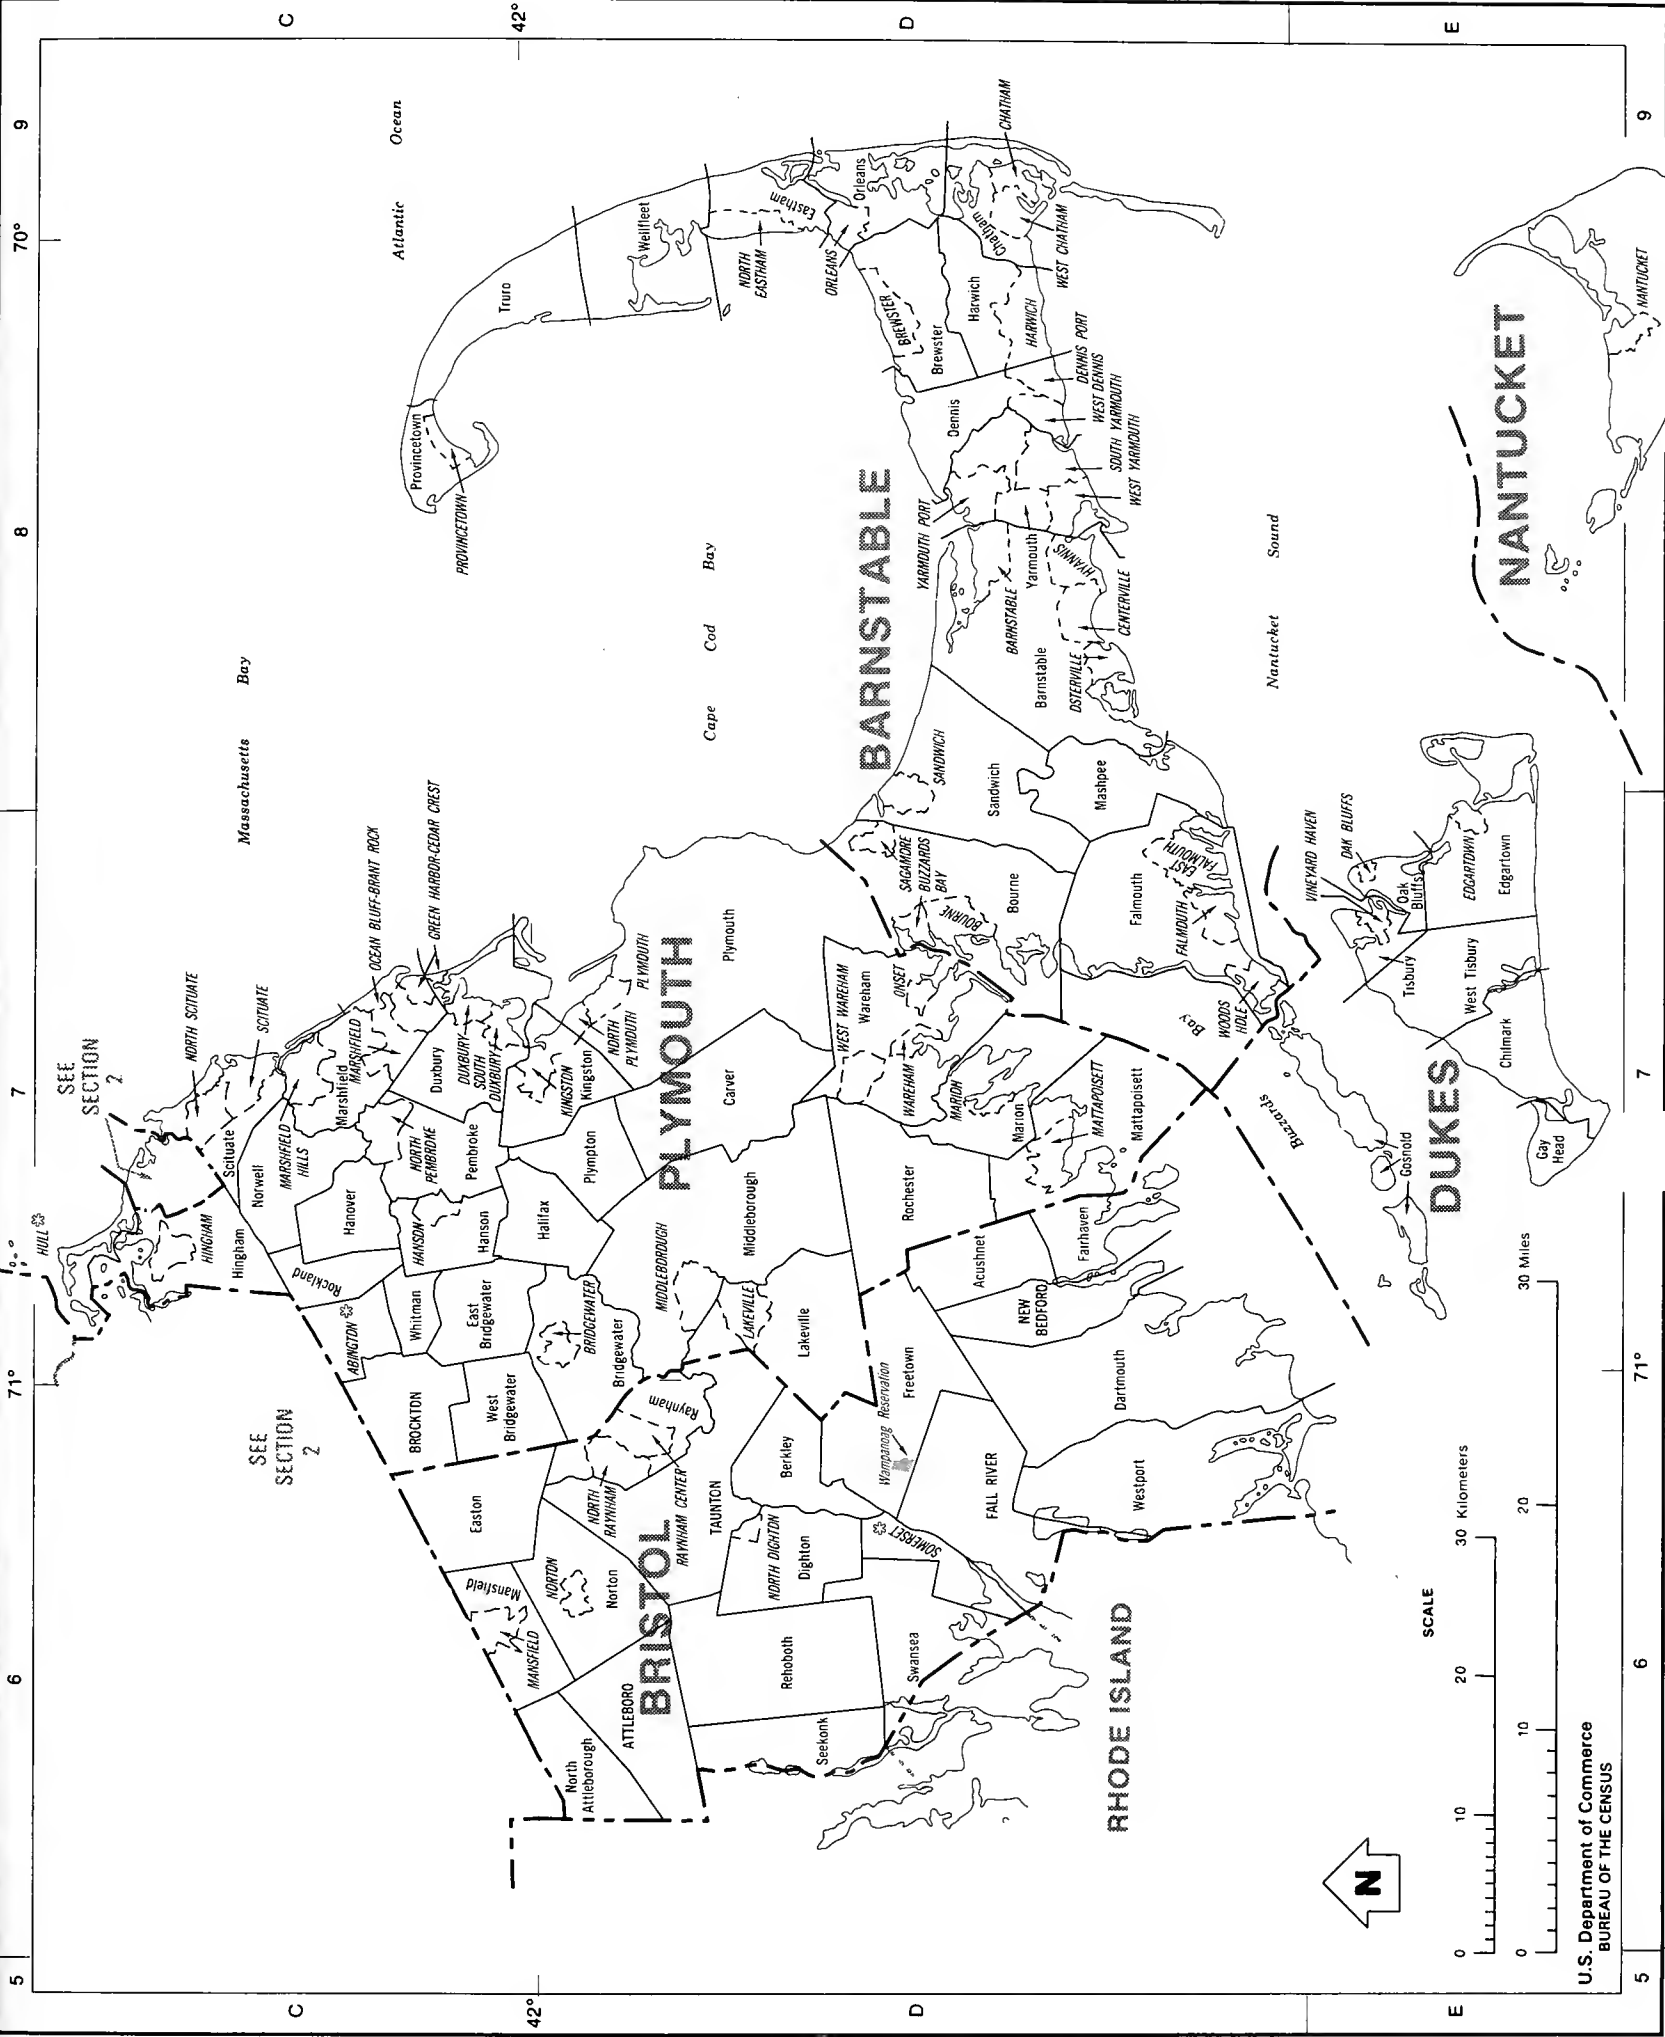 5
6
71°
7
8
70°
9
C
42°
D
E
C
42°
D
E
5
6
71°
7
9
Atlantic Ocean
Massachusetts Bay
Cape Cod Bay
Nantucket Sound
Buzzards Bay
SEE
SECTION
2
SEE
SECTION
2
HULL
HINGHAM
Hingham
NORTH SCITUATE
SCITUATE
Scituate
Norwell
MARSHFIELD
HILLS
Marshfield
MARSHFIELD
OCEAN BLUFF-BRANT ROCK
GREEN HARBOR-CEDAR CREST
Hanover
Rockland
ABINGTON
Whitman
HANSON
Hanson
NORTH
PEMBROKE
Pembroke
Duxbury
DUXBURY
SOUTH
DUXBURY
KINGSTON
Kingston
NORTH
PLYMOUTH
PLYMOUTH
Plymouth
PLYMOUTH
BROCKTON
East
Bridgewater
West
Bridgewater
BRIDGEWATER
Bridgewater
Halifax
Plympton
Carver
MIDDLEBOROUGH
Middleborough
LAKEVILLE
Lakeville
Rochester
WEST WAREHAM
Wareham
ONSET
WAREHAM
MARION
Marion
MATTAPOISETT
Mattapoisett
BRISTOL
Easton
Mansfield
MANSFIELD
NORTON
Norton
North
Attleborough
ATTLEBORO
NORTH
RAYNHAM
Raynham
RAYNHAM CENTER
TAUNTON
Berkley
NORTH DIGHTON
Dighton
Rehoboth
Seekonk
Swansea
SOMERSET
Wampanoag Reservation
Freetown
FALL RIVER
Westport
Dartmouth
NEW
BEDFORD
Acushnet
Fairhaven
BARNSTABLE
Provincetown
PROVINCETOWN
Truro
Wellfleet
NORTH
EASTHAM
Eastham
ORLEANS
Orleans
BREWSTER
Brewster
Harwich
HARWICH
Chatham
CHATHAM
WEST CHATHAM
Dennis
DENNIS PORT
WEST DENNIS
SOUTH YARMOUTH
WEST YARMOUTH
YARMOUTH PORT
Yarmouth
HYANNIS
BARNSTABLE
Barnstable
CENTERVILLE
OSTERVILLE
SANDWICH
Sandwich
Mashpee
SAGAMORE
BUZZARDS
BAY
BOURNE
Bourne
Falmouth
EAST
FALMOUTH
FALMOUTH
WOODS
HOLE
DUKES
VINEYARD HAVEN
OAK BLUFFS
Oak
Bluffs
EDGARTOWN
Edgartown
Tisbury
West Tisbury
Chilmark
Gay
Head
Gosnold
NANTUCKET
NANTUCKET
RHODE ISLAND
N
SCALE
0 10 20 30 Kilometers
0 10 20 30 Miles
U.S. Department of Commerce
BUREAU OF THE CENSUS